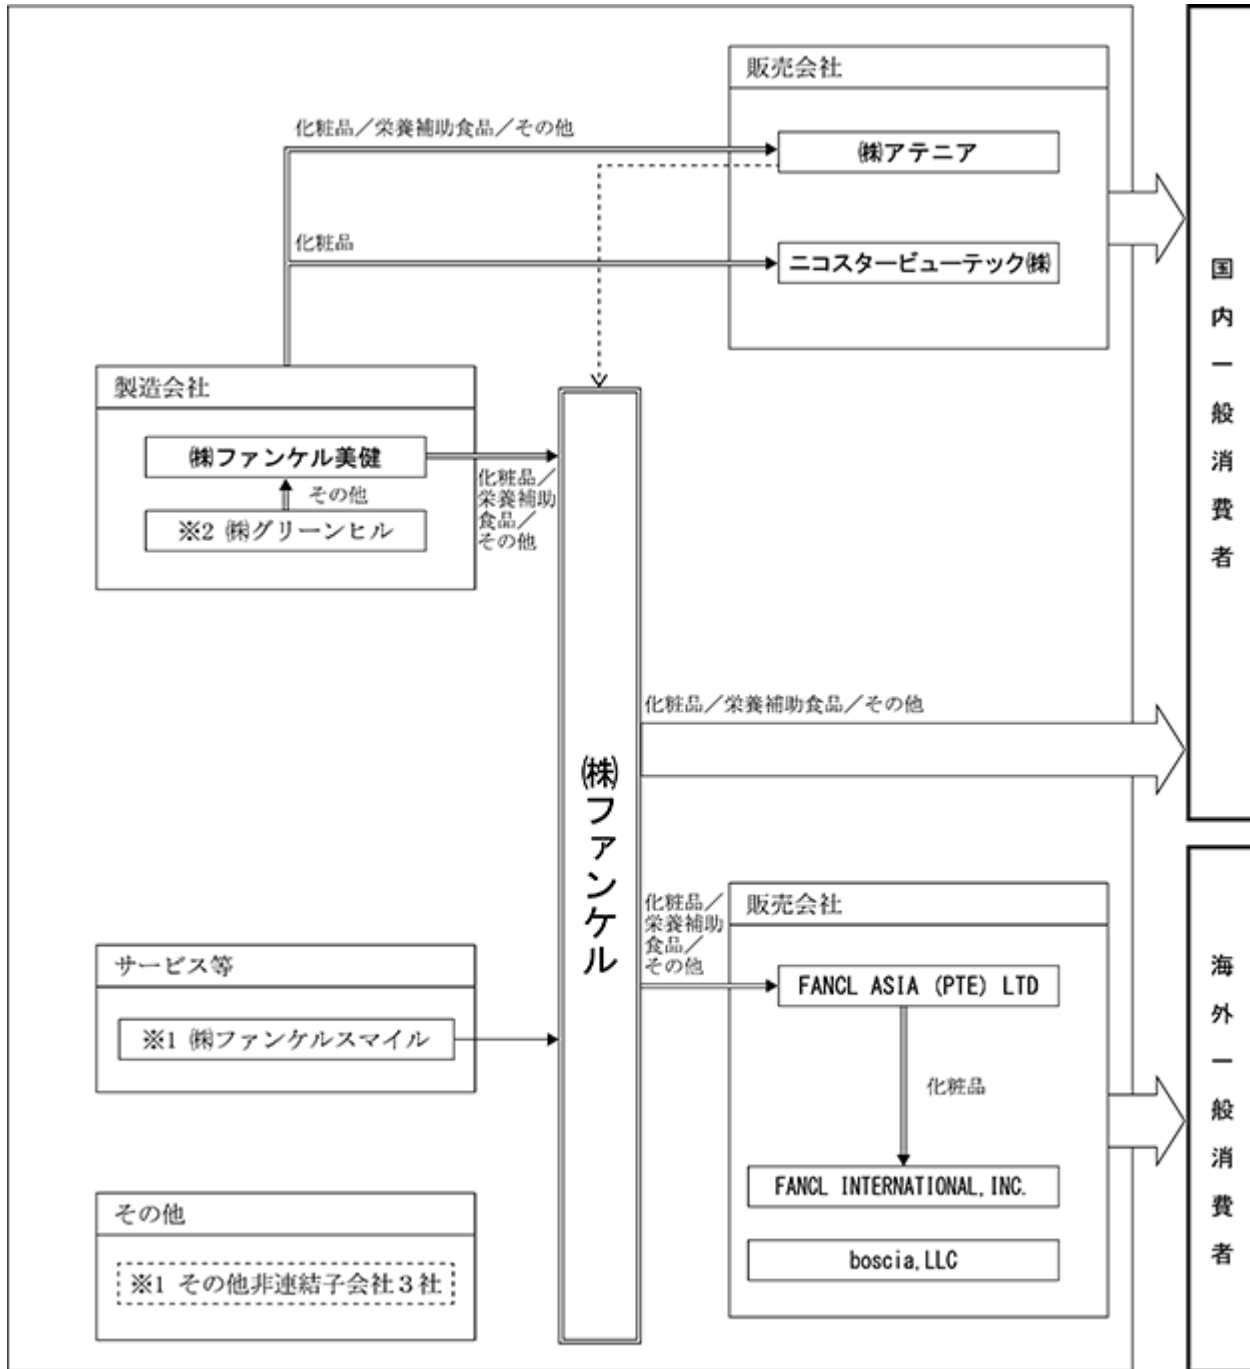 販売会社
化粧品／栄養補助食品／その他
㈱アテニア
化粧品
ニコスタービューテック㈱
国内一般消費者
製造会社
㈱ファンケル美健
その他
※2 ㈱グリーンヒル
化粧品／
栄養補助
食品／
その他
㈱ファンケル
化粧品／栄養補助食品／その他
化粧品／
栄養補助
食品／
その他
販売会社
FANCL ASIA (PTE) LTD
化粧品
FANCL INTERNATIONAL,INC.
boscia,LLC
海外一般消費者
サービス等
※1 ㈱ファンケルスマイル
その他
※1 その他非連結子会社３社